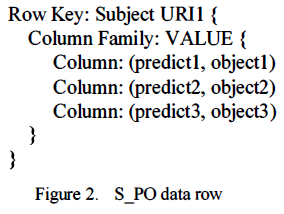 Row Key: Subject URI1 {
Column Family: VALUE {
Column: (predict1, object1)
Column: (predict2, object2)
Column: (predict3, object3)
}
}
Figure 2. S_PO data row